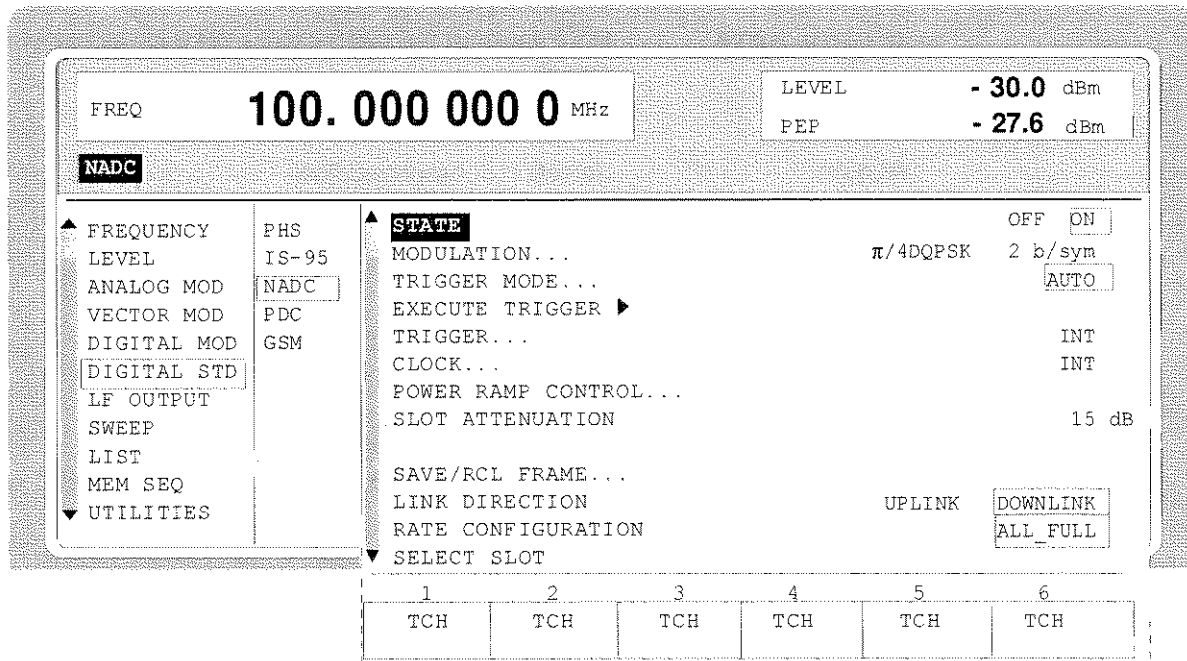 FREQ 100. 000 000 0 MHz
LEVEL - 30.0 dBm
PEP - 27.6 dBm
NADC
FREQUENCY
LEVEL
ANALOG MOD
VECTOR MOD
DIGITAL MOD
DIGITAL STD
LF OUTPUT
SWEEP
LIST
MEM SEQ
UTILITIES
PHS
IS-95
NADC
PDC
GSM
STATE OFF ON
MODULATION... π/4DQPSK 2 b/sym
TRIGGER MODE... AUTO
EXECUTE TRIGGER ▶
TRIGGER... INT
CLOCK... INT
POWER RAMP CONTROL...
SLOT ATTENUATION 15 dB
SAVE/RCL FRAME...
LINK DIRECTION UPLINK DOWNLINK
RATE CONFIGURATION ALL_FULL
SELECT SLOT
1 2 3 4 5 6
TCH TCH TCH TCH TCH TCH